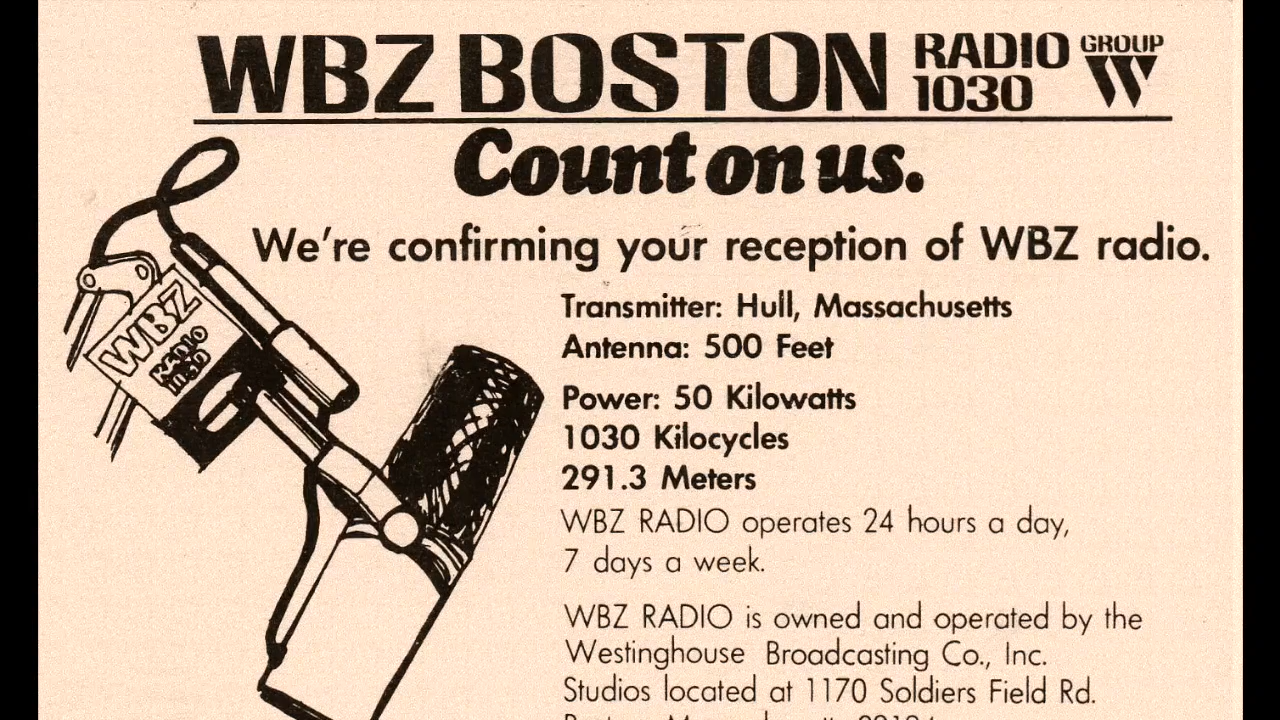 WBZ BOSTON RADIO 1030 GROUP W
Count on us.
We're confirming your reception of WBZ radio.
WBZ
RADIO
1030
Transmitter: Hull, Massachusetts
Antenna: 500 Feet
Power: 50 Kilowatts
1030 Kilocycles
291.3 Meters
WBZ RADIO operates 24 hours a day,
7 days a week.
WBZ RADIO is owned and operated by the
Westinghouse Broadcasting Co., Inc.
Studios located at 1170 Soldiers Field Rd.